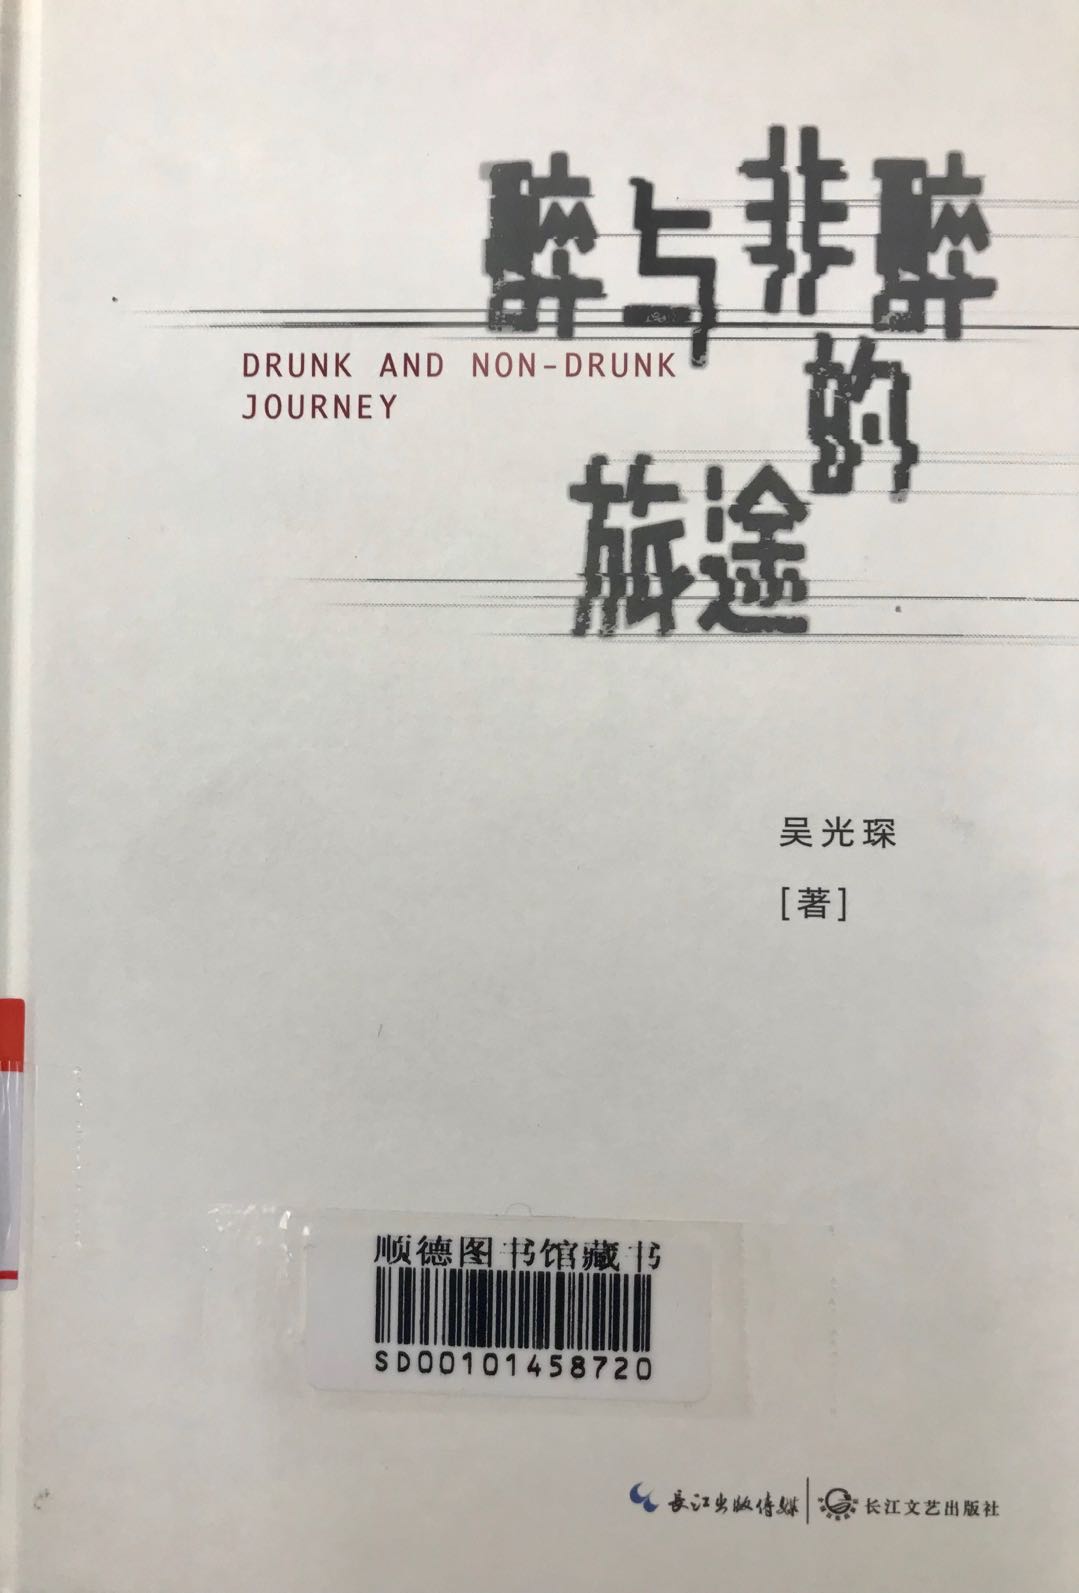 醉与非醉
的
旅途
DRUNK AND NON-DRUNK
JOURNEY
吴光琛
[著]
顺德图书馆藏书
SD00101458720
長江出版传媒
长江文艺出版社